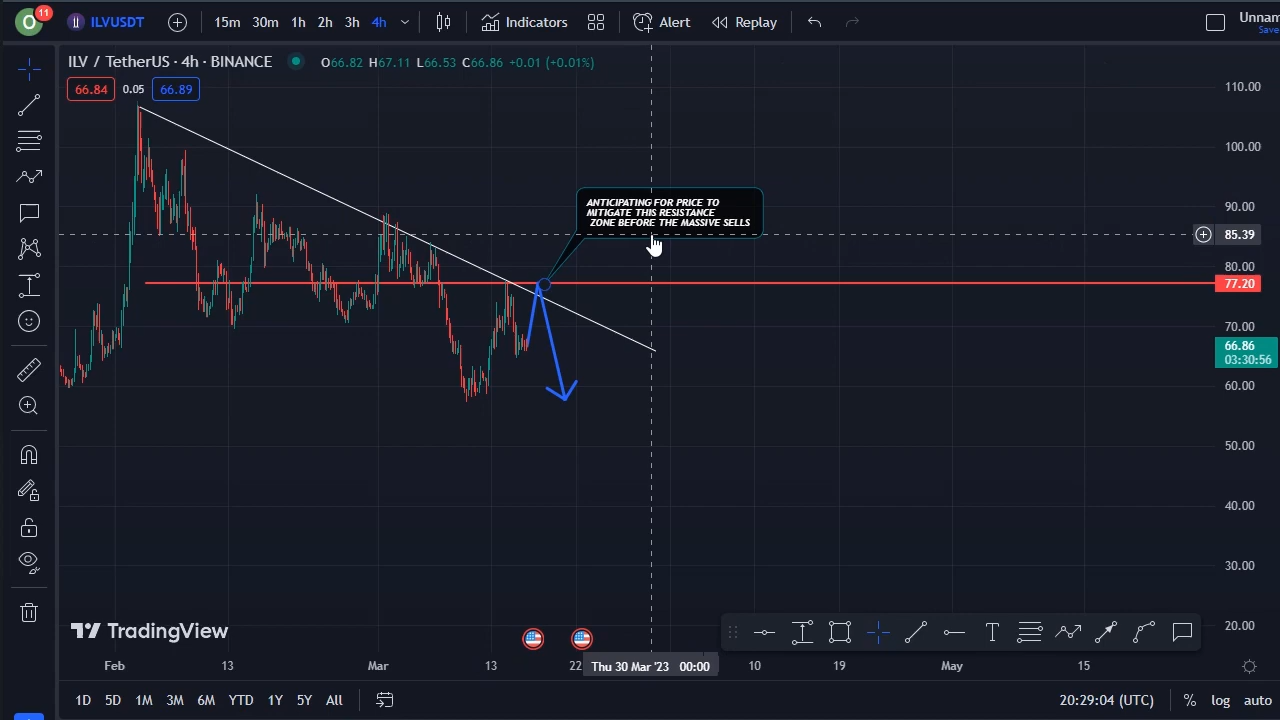 O 11 ILVUSDT 15m 30m 1h 2h 3h 4h Indicators Alert Replay Unnam
Save
ILV / TetherUS · 4h · BINANCE O66.82 H67.11 L66.53 C66.86 +0.01 (+0.01%)
66.84 0.05 66.89
110.00
100.00
ANTICIPATING FOR PRICE TO
MITIGATE THIS RESISTANCE
ZONE BEFORE THE MASSIVE SELLS
90.00
85.39
80.00
77.20
70.00
66.86
03:30:56
60.00
50.00
40.00
30.00
20.00
TradingView
Feb 13 Mar 13 22 Thu 30 Mar '23 00:00 10 19 May 15
1D 5D 1M 3M 6M YTD 1Y 5Y All 20:29:04 (UTC) % log auto